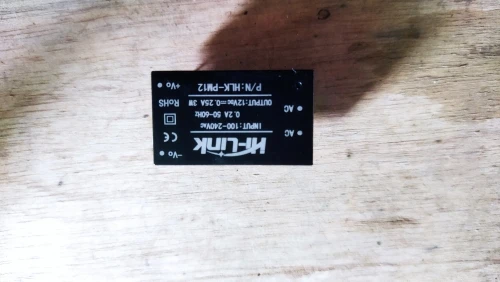 Hi-Link
INPUT:100-240VAC
0.2A 50-60Hz
OUTPUT:12VDC 0.25A 3W
P/N:HLK-PM12
AC
AC
-Vo
CE
RoHS
+Vo